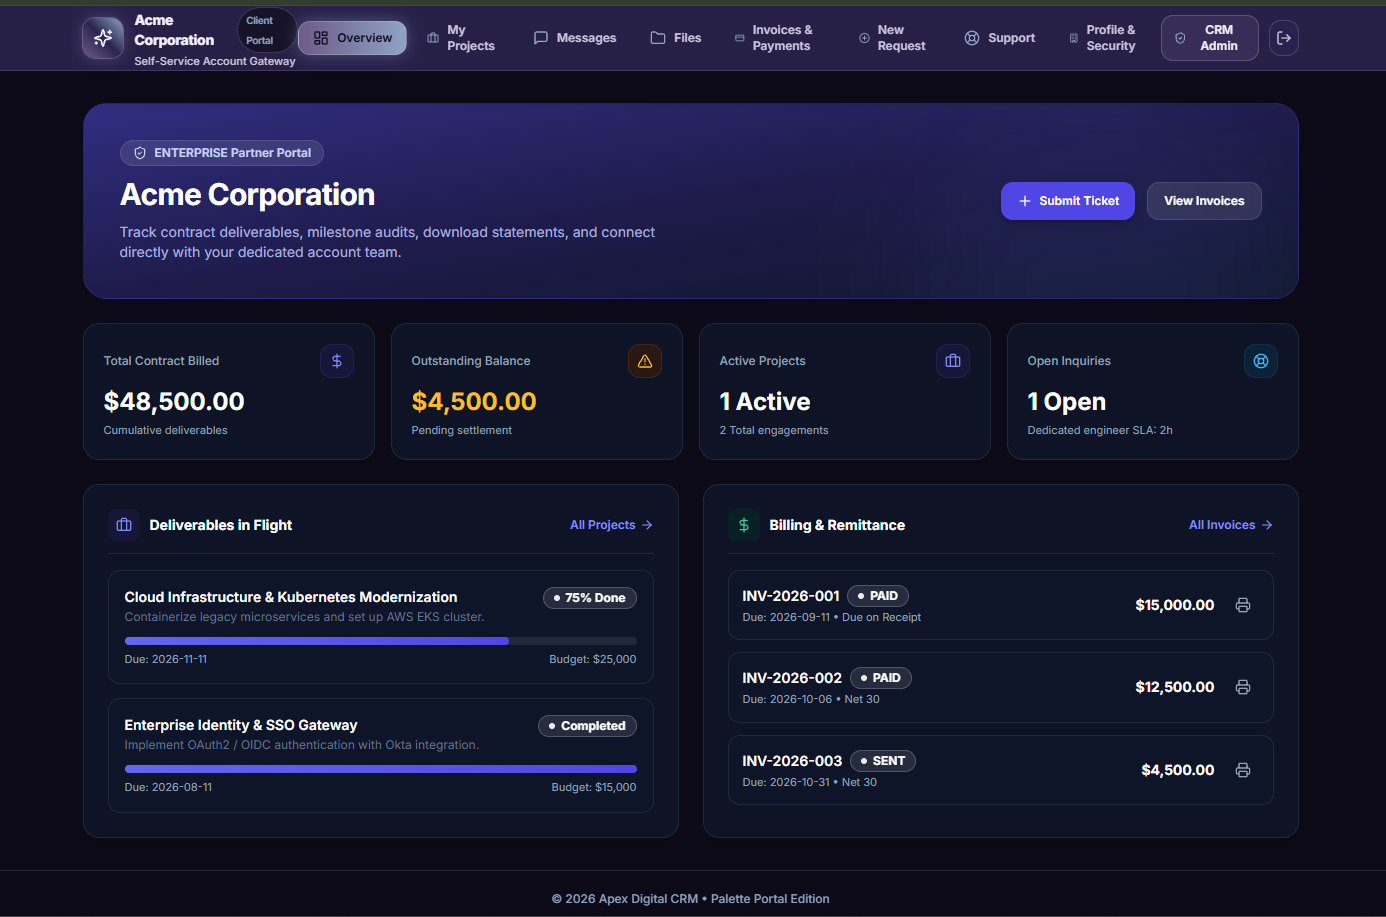 Acme
Corporation
Client
Portal
Self-Service Account Gateway
Overview
My
Projects
Messages
Files
Invoices &
Payments
New
Request
Support
Profile &
Security
CRM
Admin
ENTERPRISE Partner Portal
Acme Corporation
Track contract deliverables, milestone audits, download statements, and connect
directly with your dedicated account team.
Submit Ticket
View Invoices
Total Contract Billed
$48,500.00
Cumulative deliverables
Outstanding Balance
$4,500.00
Pending settlement
Active Projects
1 Active
2 Total engagements
Open Inquiries
1 Open
Dedicated engineer SLA: 2h
Deliverables in Flight
All Projects →
Cloud Infrastructure & Kubernetes Modernization
• 75% Done
Containerize legacy microservices and set up AWS EKS cluster.
Due: 2026-11-11
Budget: $25,000
Enterprise Identity & SSO Gateway
• Completed
Implement OAuth2 / OIDC authentication with Okta integration.
Due: 2026-08-11
Budget: $15,000
$ Billing & Remittance
All Invoices →
INV-2026-001 • PAID
Due: 2026-09-11 • Due on Receipt
$15,000.00
INV-2026-002 • PAID
Due: 2026-10-06 • Net 30
$12,500.00
INV-2026-003 • SENT
Due: 2026-10-31 • Net 30
$4,500.00
© 2026 Apex Digital CRM • Palette Portal Edition